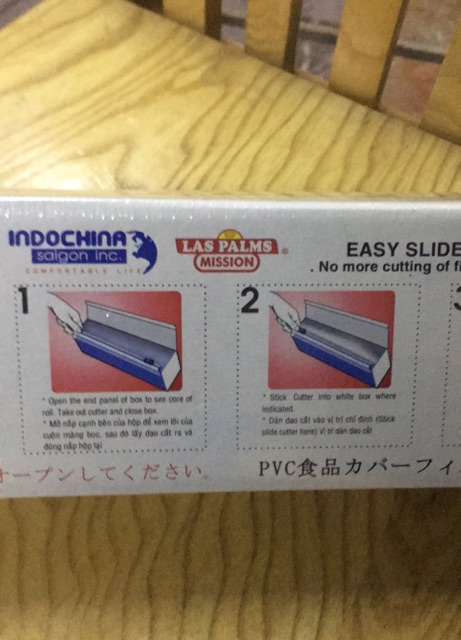 INDOCHINA
saigon inc.
COMFORTABLE LIFE
LAS PALMS
MISSION
®
EASY SLIDE
. No more cutting of fi
1
* Open the end panel of box to see core of
roll. Take out cutter and close box.
* Mở nắp cạnh bên của hộp để xem lõi của
cuộn màng bọc, sau đó lấy dao cắt ra và
đóng nắp hộp lại
2
* Stick Cutter into white box where
indicated.
* Dán dao cắt vào vị trí chỉ định (Stick
slide cutter here) Vị trí dán dao cắt
3
オープンしてください。
PVC食品カバーフィ